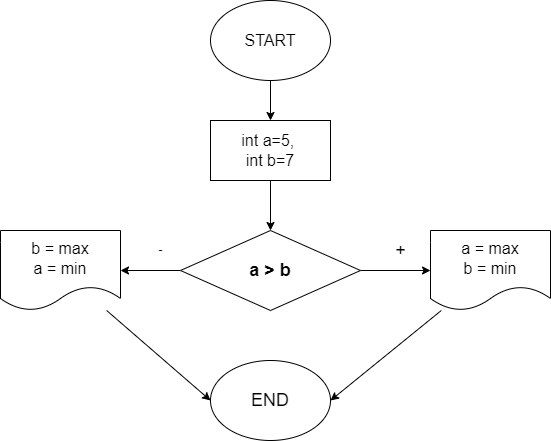 START
int a=5,
int b=7
-
+
b = max
a = min
a > b
a = max
b = min
END